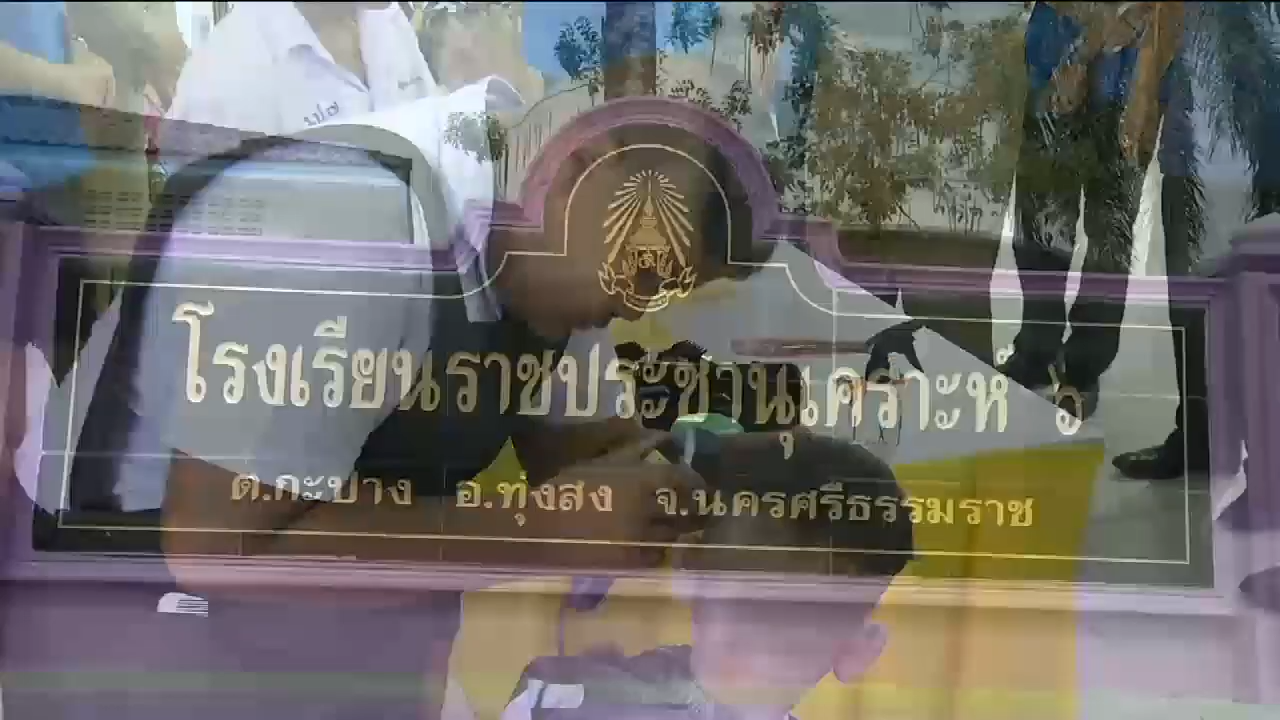 โรงเรียนราชประชานุเคราะห์ ๖
ต.กะปาง อ.ทุ่งสง จ.นครศรีธรรมราช